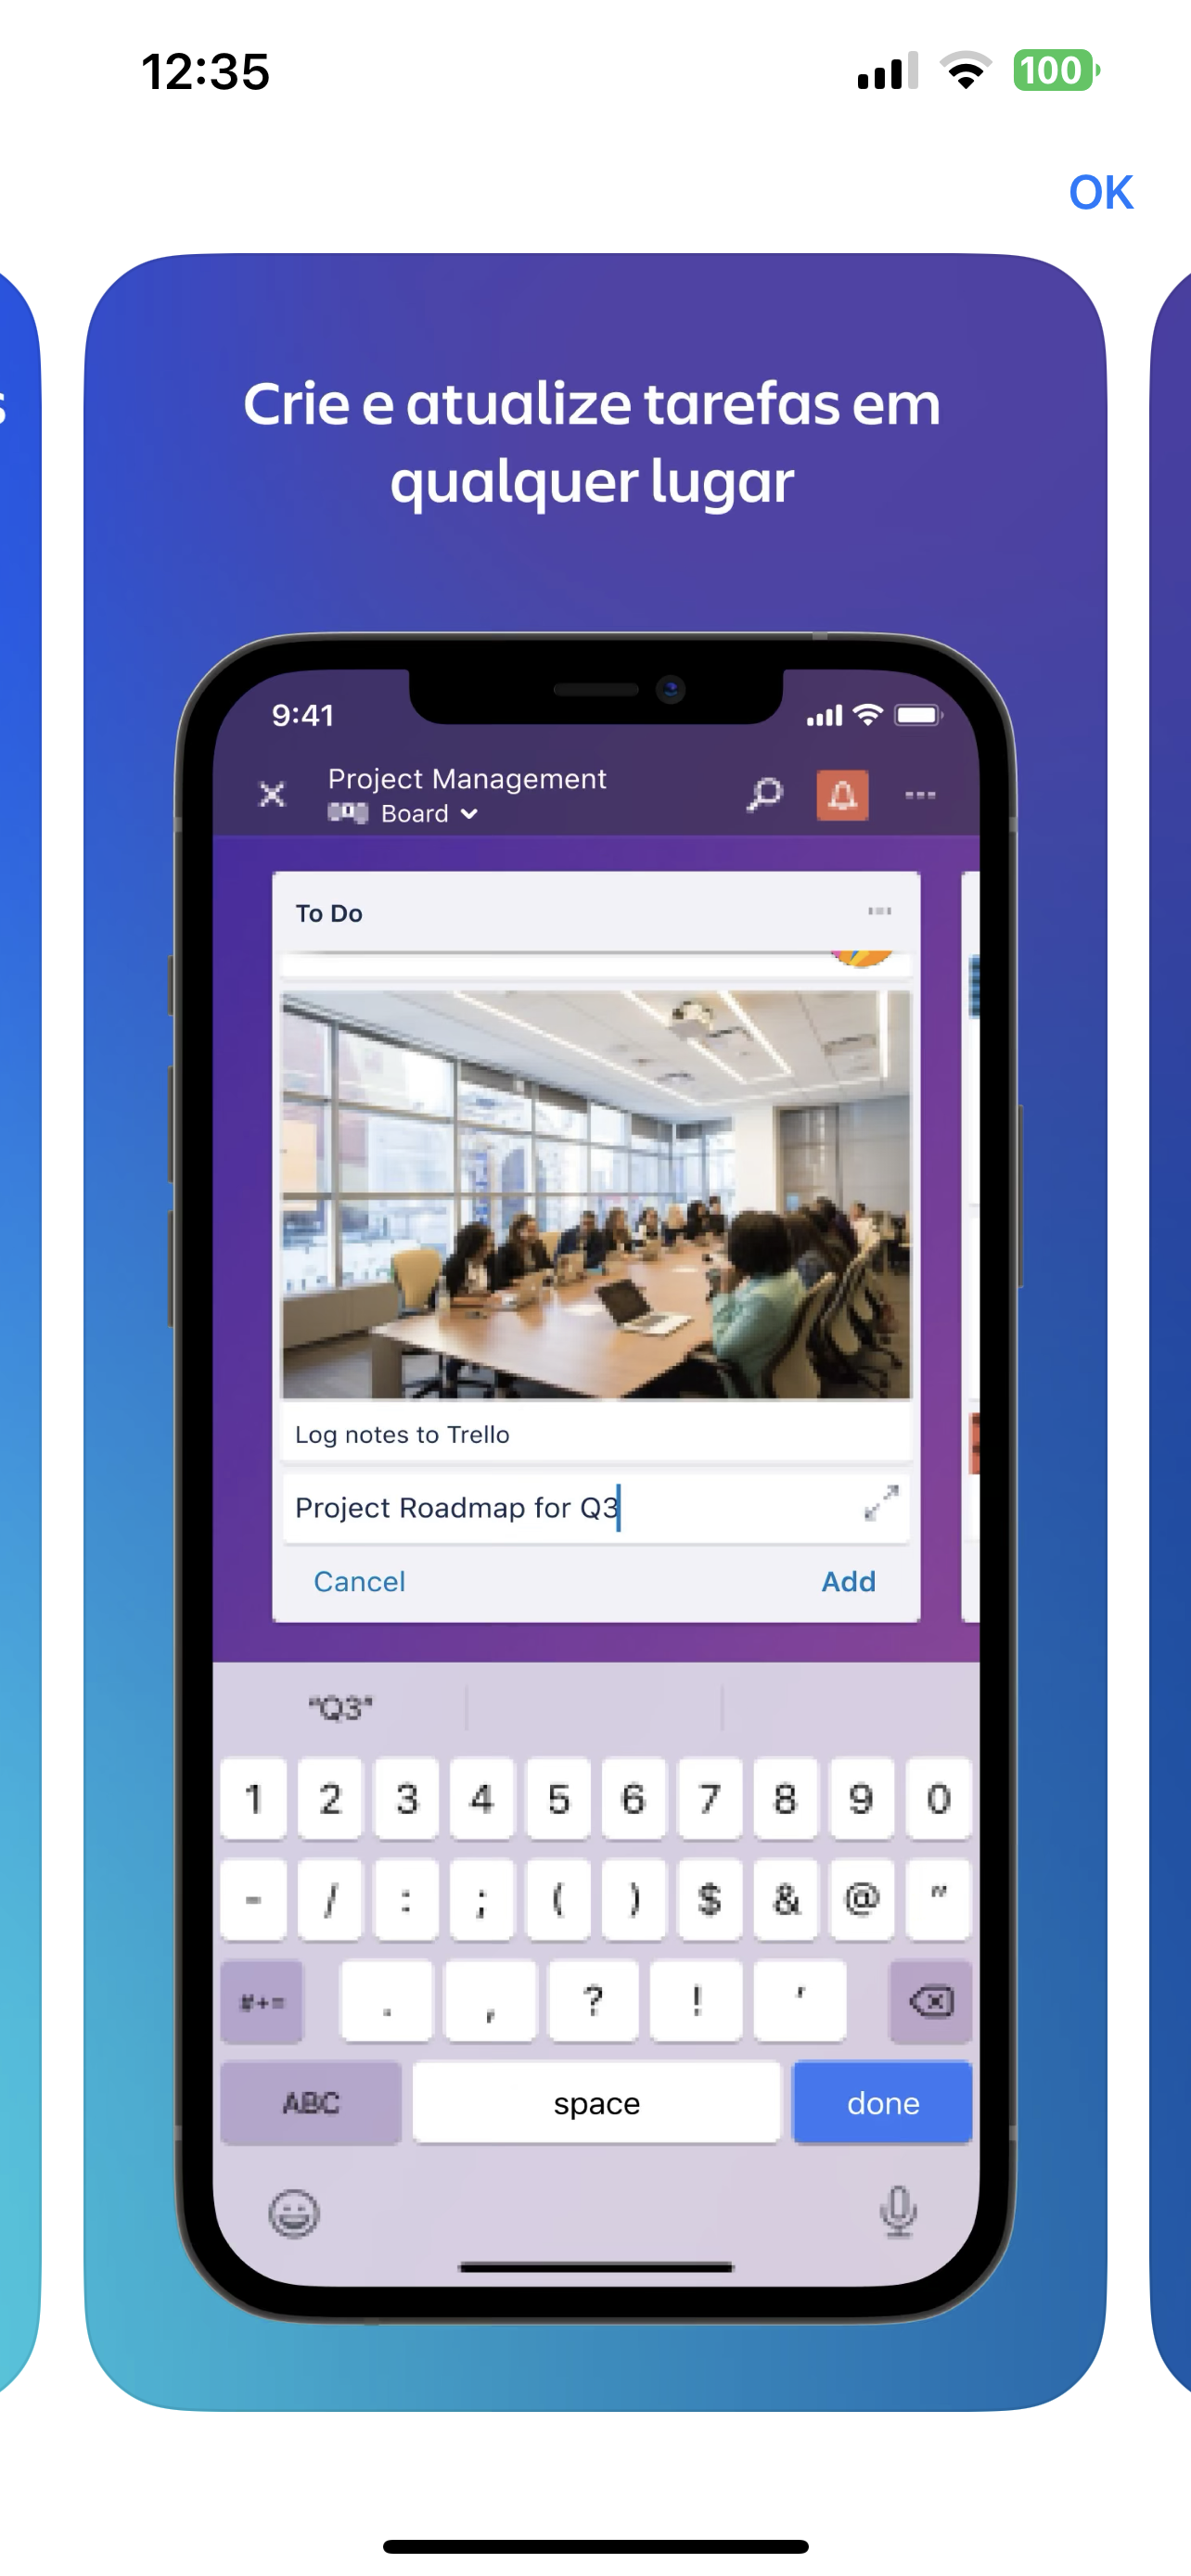 12:35
100
OK
s
Crie e atualize tarefas em
qualquer lugar
9:41
Project Management
Board
To Do
Log notes to Trello
Project Roadmap for Q3
Cancel
Add
"Q3"
1 2 3 4 5 6 7 8 9 0
- / : ; ( ) $ & @ "
#+= . , ? ! '
ABC space done